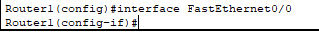 Router1(config)#interface FastEthernet0/0
Router1(config-if)#